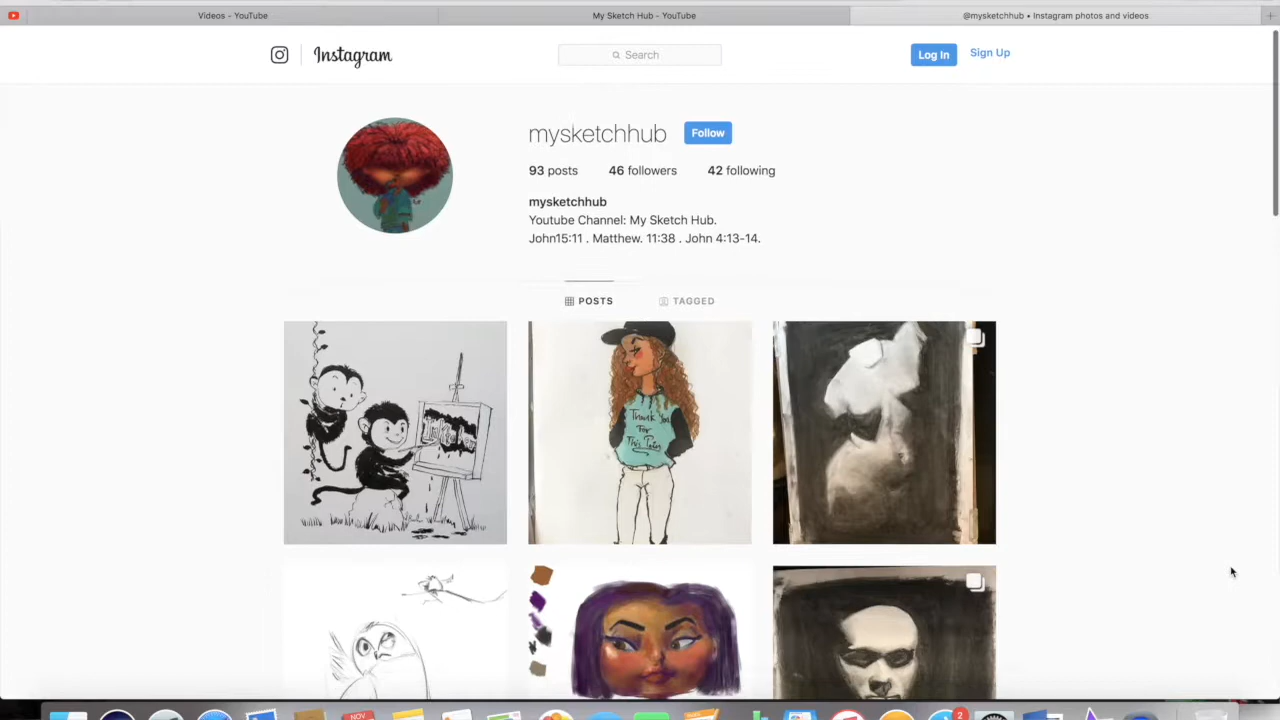 Videos - YouTube
My Sketch Hub - YouTube
@mysketchhub • Instagram photos and videos
Instagram
Search
Log In
Sign Up
mysketchhub
Follow
93 posts
46 followers
42 following
mysketchhub
Youtube Channel: My Sketch Hub.
John15:11 . Matthew. 11:38 . John 4:13-14.
POSTS
TAGGED
Thank You
For
This
NOV
2